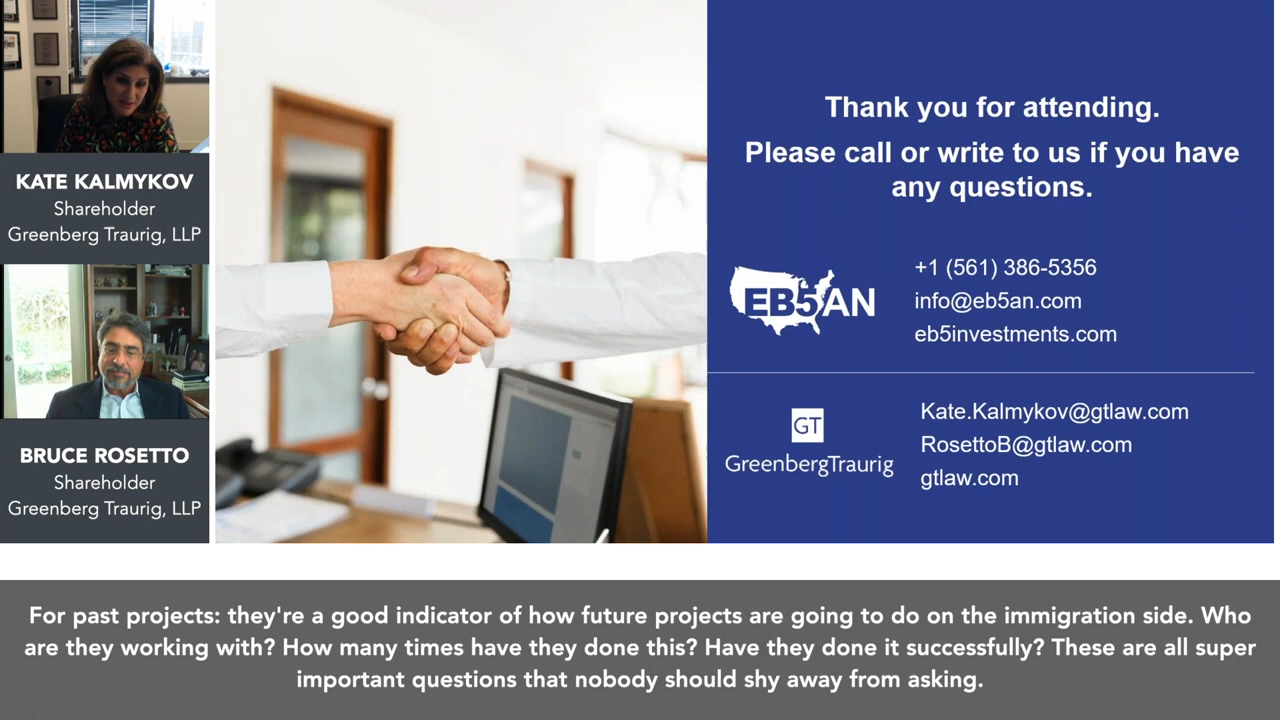 KATE KALMYKOV
Shareholder
Greenberg Traurig, LLP
BRUCE ROSETTO
Shareholder
Greenberg Traurig, LLP
Thank you for attending.
Please call or write to us if you have
any questions.
EB5AN
+1 (561) 386-5356
info@eb5an.com
eb5investments.com
GT
GreenbergTraurig
Kate.Kalmykov@gtlaw.com
RosettoB@gtlaw.com
gtlaw.com
For past projects: they're a good indicator of how future projects are going to do on the immigration side. Who
are they working with? How many times have they done this? Have they done it successfully? These are all super
important questions that nobody should shy away from asking.